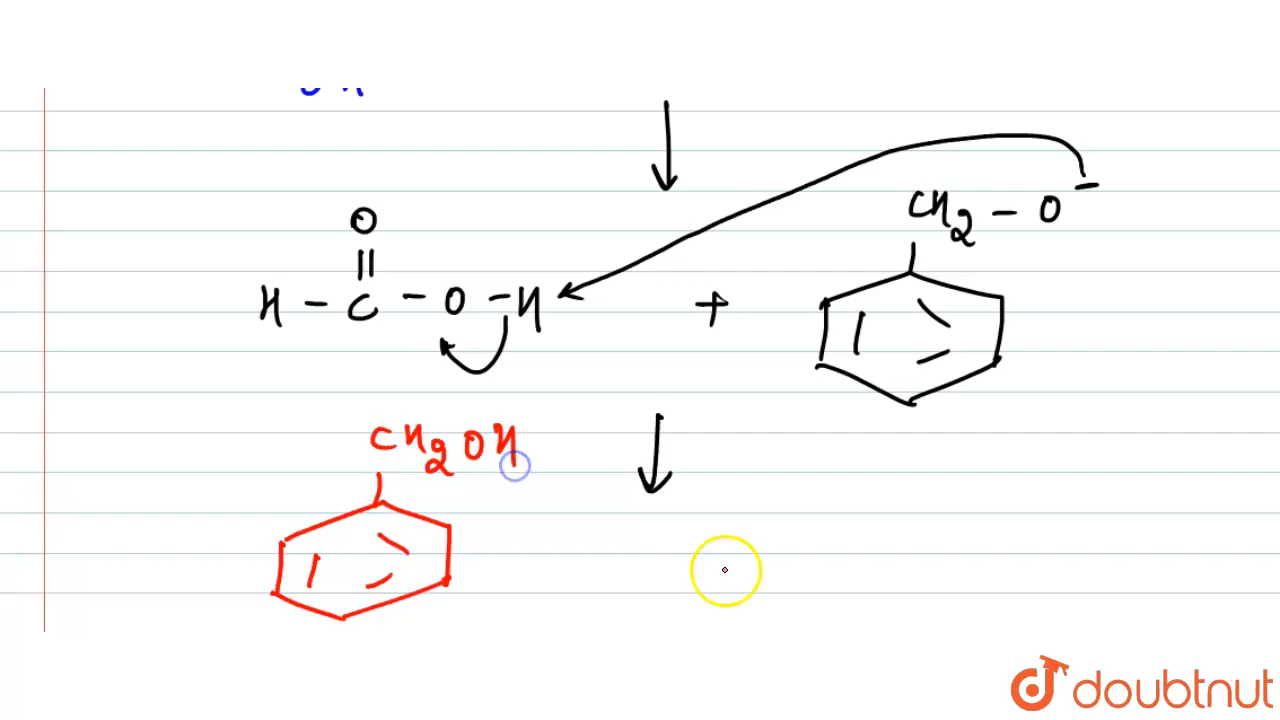 CH2 - O -
O
||
H - C - O - H + 
CH2OH
doubtnut